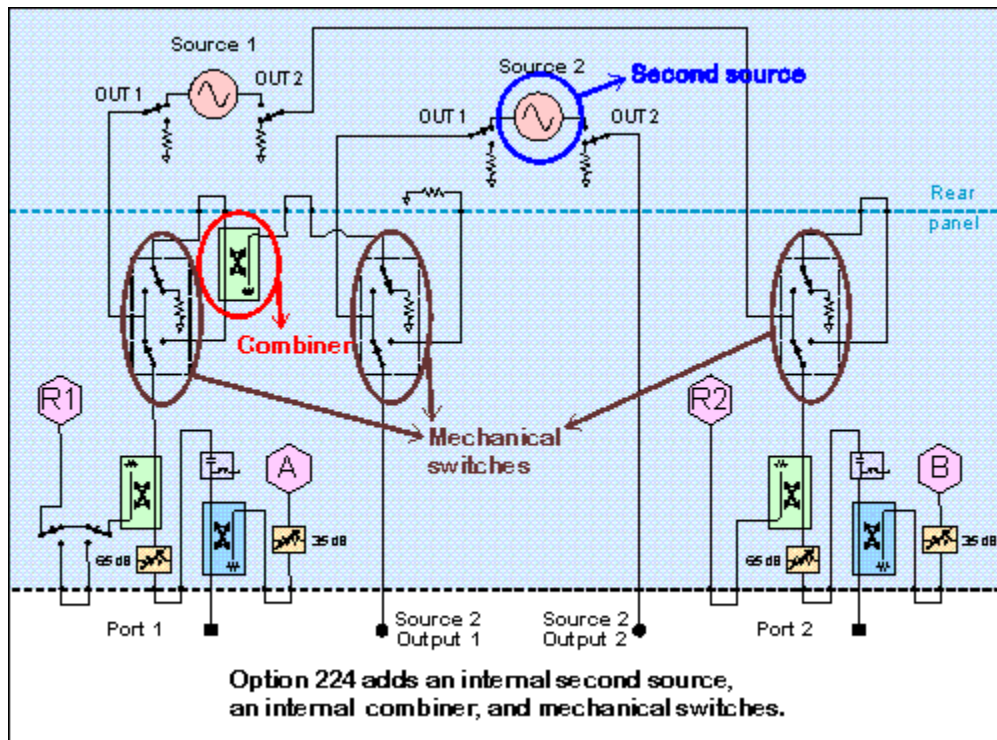 Source 1
OUT 1
OUT 2
Source 2
Second source
OUT 1
OUT 2
Rear
panel
Combiner
R1
R2
Mechanical
switches
A
B
65 dB
35 dB
65 dB
35 dB
Port 1
Source 2
Output 1
Source 2
Output 2
Port 2
Option 224 adds an internal second source,
an internal combiner, and mechanical switches.